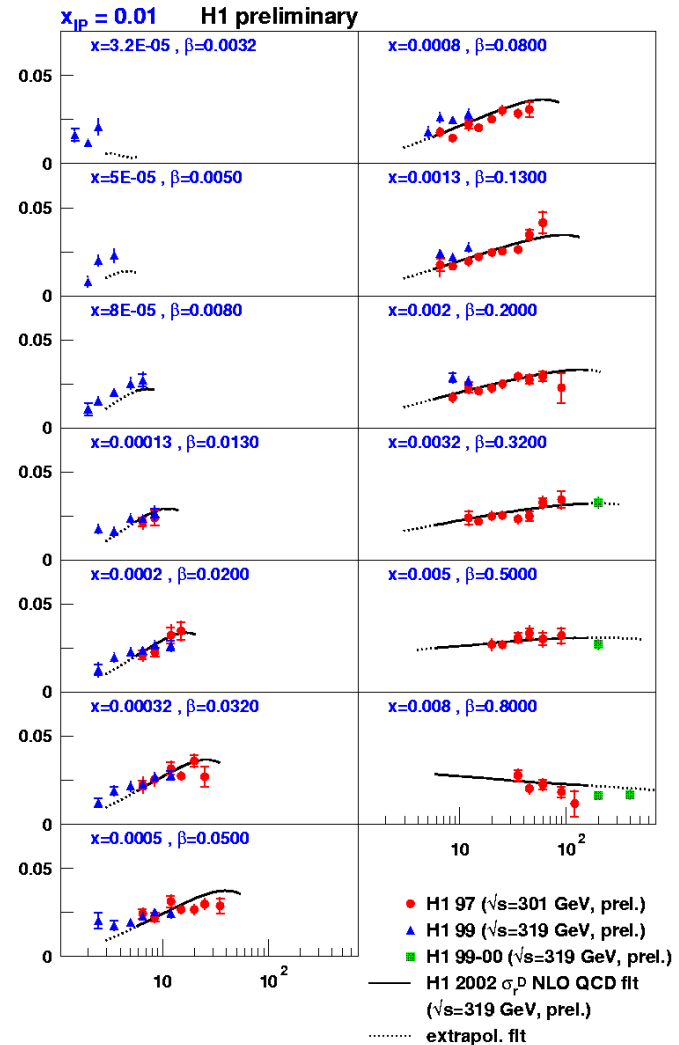 x_IP = 0.01 H1 preliminary
x=3.2E-05 , β=0.0032
x=0.0008 , β=0.0800
0.05
0
x=5E-05 , β=0.0050
x=0.0013 , β=0.1300
0.05
0
x=8E-05 , β=0.0080
x=0.002 , β=0.2000
0.05
0
x=0.00013 , β=0.0130
x=0.0032 , β=0.3200
0.05
0
x=0.0002 , β=0.0200
x=0.005 , β=0.5000
0.05
0
x=0.00032 , β=0.0320
x=0.008 , β=0.8000
0.05
0
10 10²
x=0.0005 , β=0.0500
0.05
0
10 10²
H1 97 (√s=301 GeV, prel.)
H1 99 (√s=319 GeV, prel.)
H1 99-00 (√s=319 GeV, prel.)
H1 2002 σ_r^D NLO QCD fit
(√s=319 GeV, prel.)
extrapol. fit